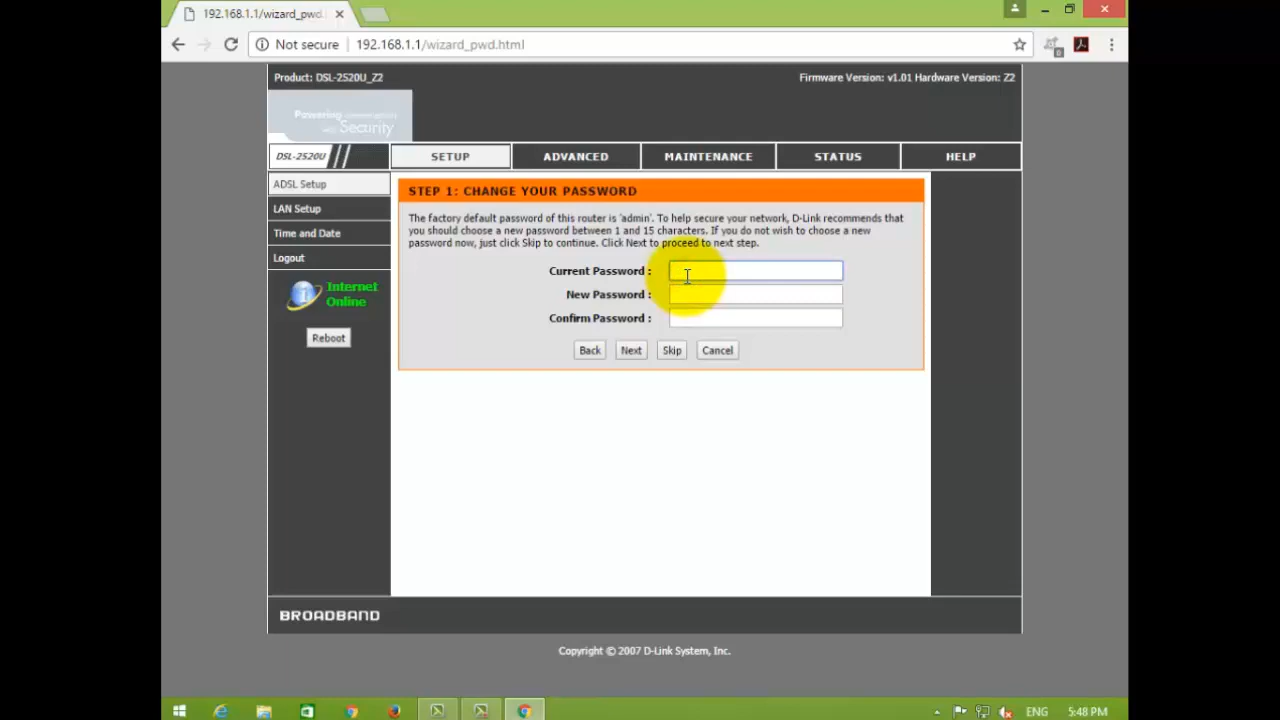 192.168.1.1/wizard_pwd.
Not secure
192.168.1.1/wizard_pwd.html
Product: DSL-2520U_Z2
Firmware Version: v1.01 Hardware Version: Z2
Powering
Security
DSL-2520U
SETUP
ADVANCED
MAINTENANCE
STATUS
HELP
ADSL Setup
LAN Setup
Time and Date
Logout
Internet
Online
Reboot
STEP 1: CHANGE YOUR PASSWORD
The factory default password of this router is 'admin'. To help secure your network, D-Link recommends that
you should choose a new password between 1 and 15 characters. If you do not wish to choose a new
password now, just click Skip to continue. Click Next to proceed to next step.
Current Password :
New Password :
Confirm Password :
Back
Next
Skip
Cancel
BROADBAND
Copyright © 2007 D-Link System, Inc.
ENG
5:48 PM